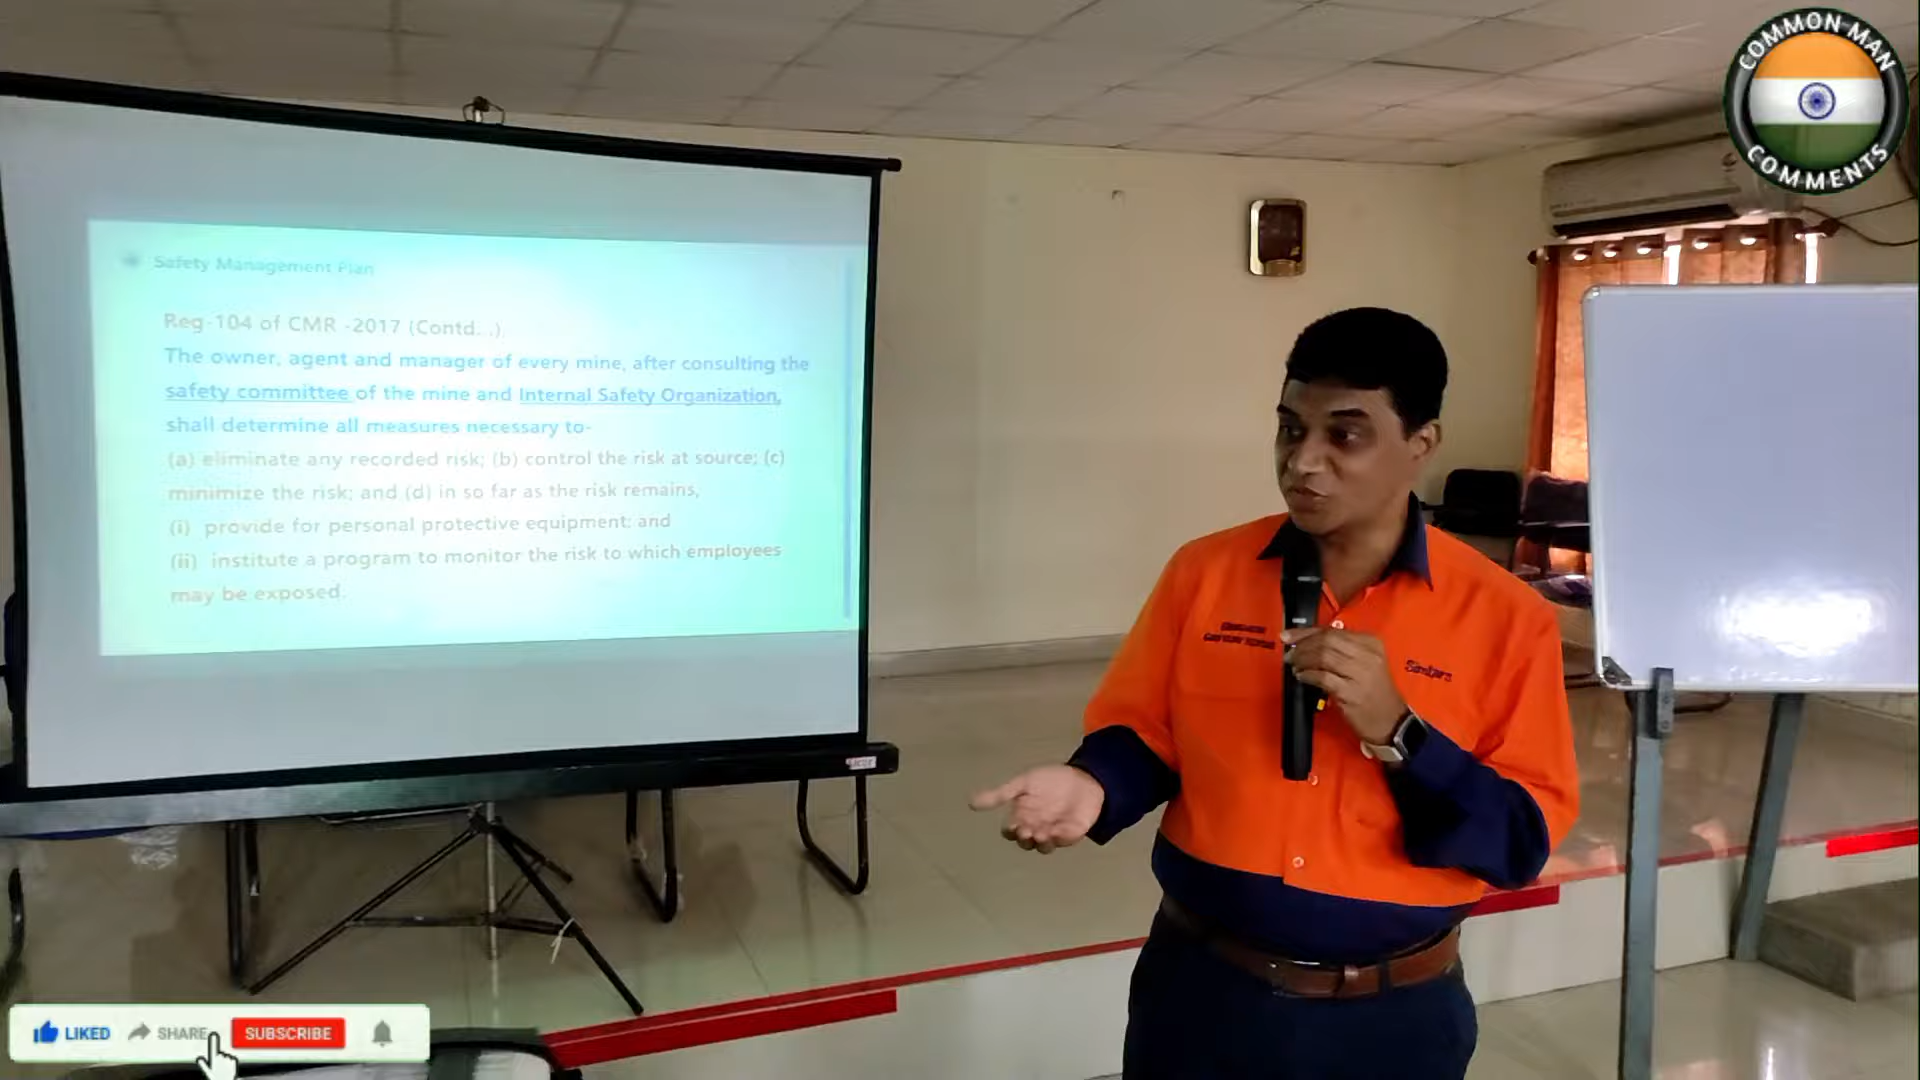 Safety Management Plan
Reg-104 of CMR -2017 (Contd...)
The owner, agent and manager of every mine, after consulting the
safety committee of the mine and Internal Safety Organization,
shall determine all measures necessary to-
(a) eliminate any recorded risk; (b) control the risk at source; (c)
minimize the risk; and (d) in so far as the risk remains,
(i) provide for personal protective equipment; and
(ii) institute a program to monitor the risk to which employees
may be exposed.
COMMON MAN
COMMENTS
Simtars
LIKED SHARE SUBSCRIBE